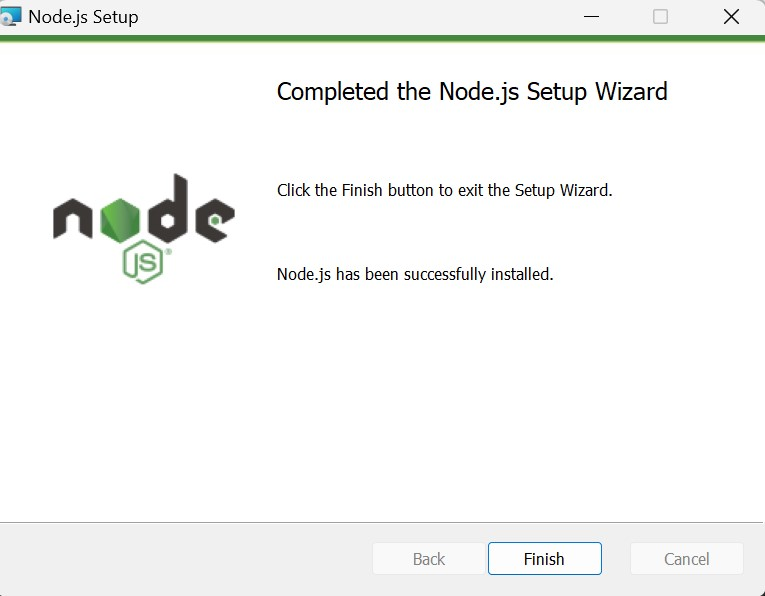 Node.js Setup
Completed the Node.js Setup Wizard
Click the Finish button to exit the Setup Wizard.
node
JS®
Node.js has been successfully installed.
Back
Finish
Cancel